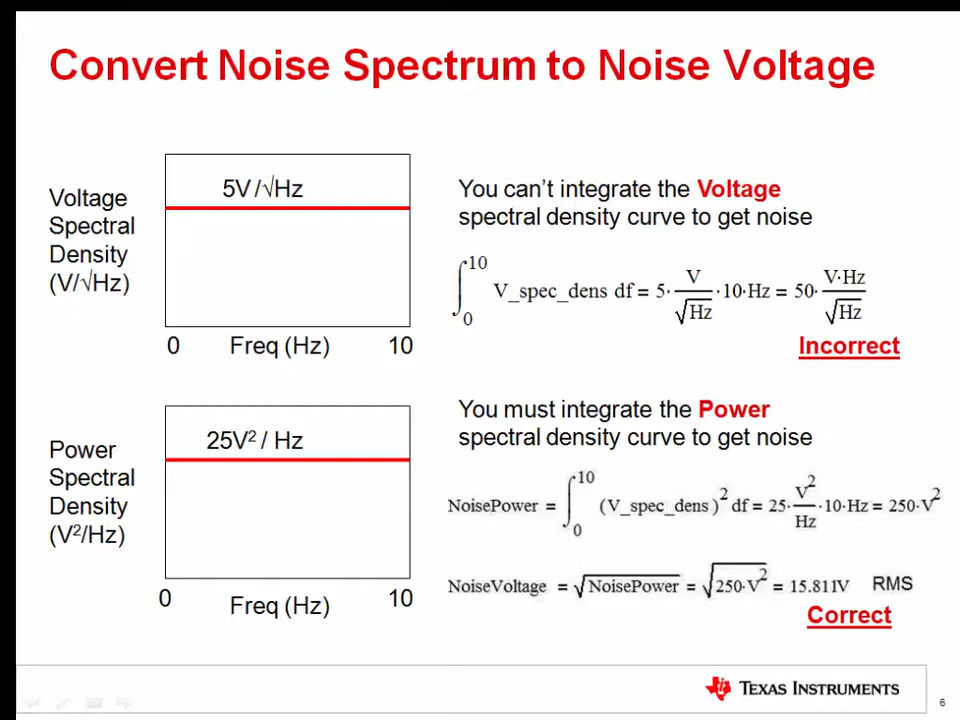 Convert Noise Spectrum to Noise Voltage
Voltage
Spectral
Density
(V/√Hz)
5V/√Hz
0 Freq (Hz) 10
You can't integrate the Voltage
spectral density curve to get noise
∫₀¹⁰ V_spec_dens df = 5· V/√Hz ·10·Hz = 50· V·Hz/√Hz
Incorrect
Power
Spectral
Density
(V²/Hz)
25V² / Hz
0 Freq (Hz) 10
You must integrate the Power
spectral density curve to get noise
NoisePower = ∫₀¹⁰ (V_spec_dens)² df = 25· V²/Hz ·10·Hz = 250·V²
NoiseVoltage = √NoisePower = √250·V² = 15.811V RMS
Correct
TEXAS INSTRUMENTS
6